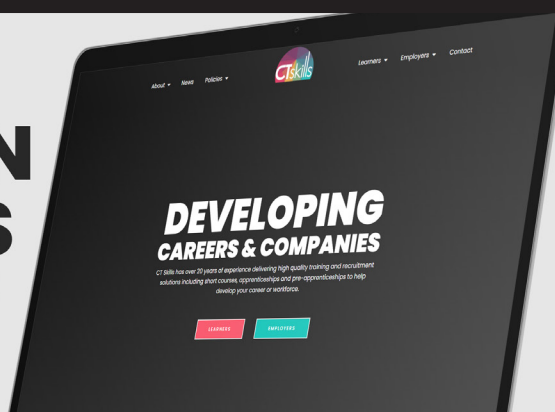 N
S
About
News
Policies
CTskills
Learners
Employers
Contact
DEVELOPING
CAREERS & COMPANIES
CT Skills has over 20 years of experience delivering high quality training and recruitment
solutions including short courses, apprenticeships and pre-apprenticeships to help
develop your career or workforce.
LEARNERS
EMPLOYERS